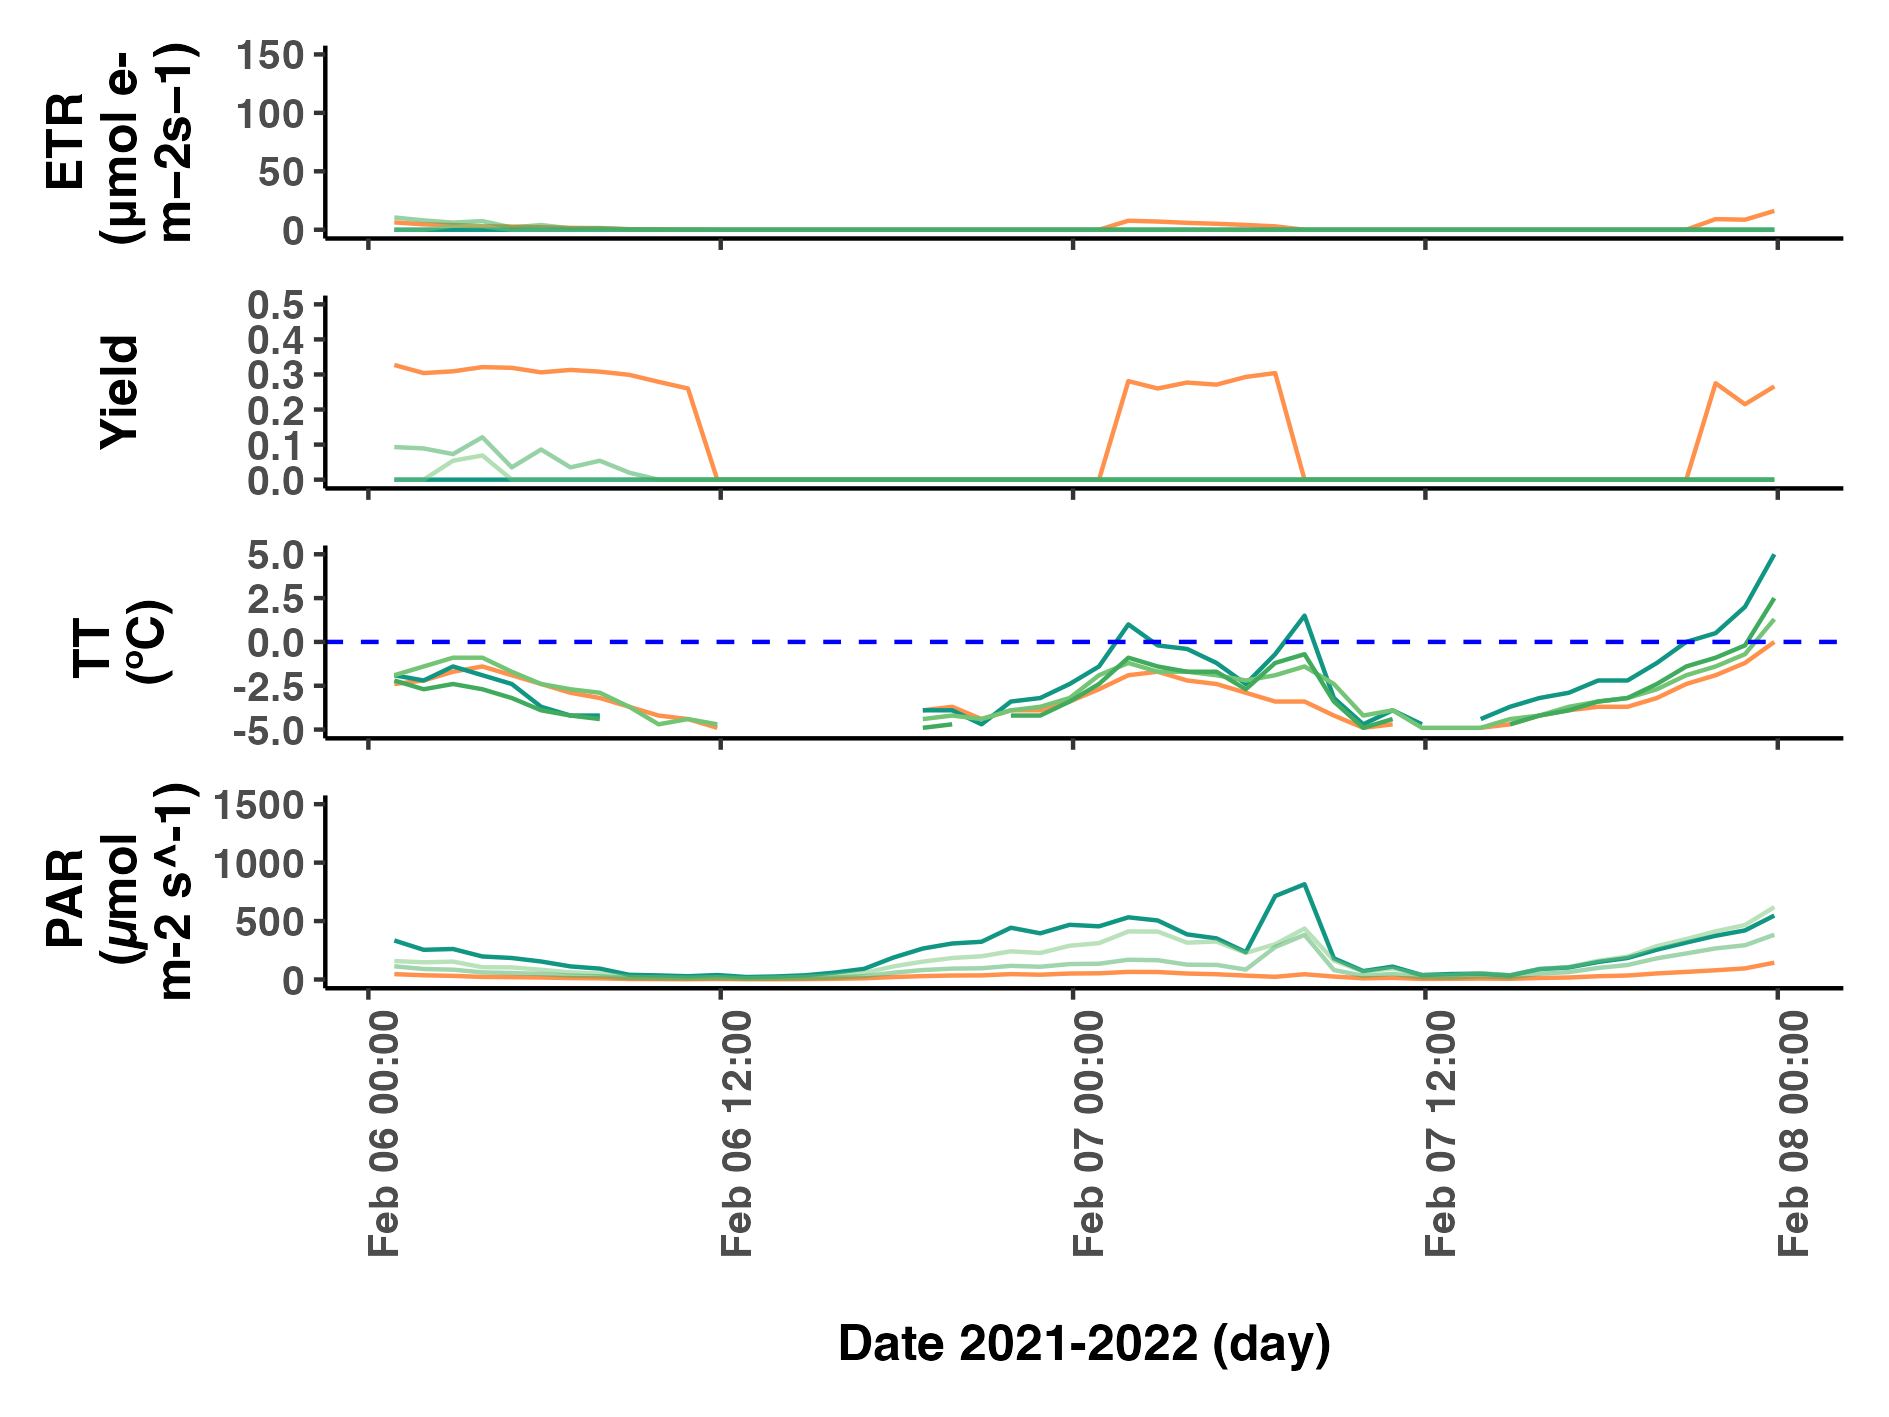 ETR
(µmol e-
m−2s−1)
150
100
50
0
Yield
0.5
0.4
0.3
0.2
0.1
0.0
TT
(ºC)
5.0
2.5
0.0
-2.5
-5.0
PAR
(µmol
m-2 s^-1)
1500
1000
500
0
Feb 06 00:00
Feb 06 12:00
Feb 07 00:00
Feb 07 12:00
Feb 08 00:00
Date 2021-2022 (day)